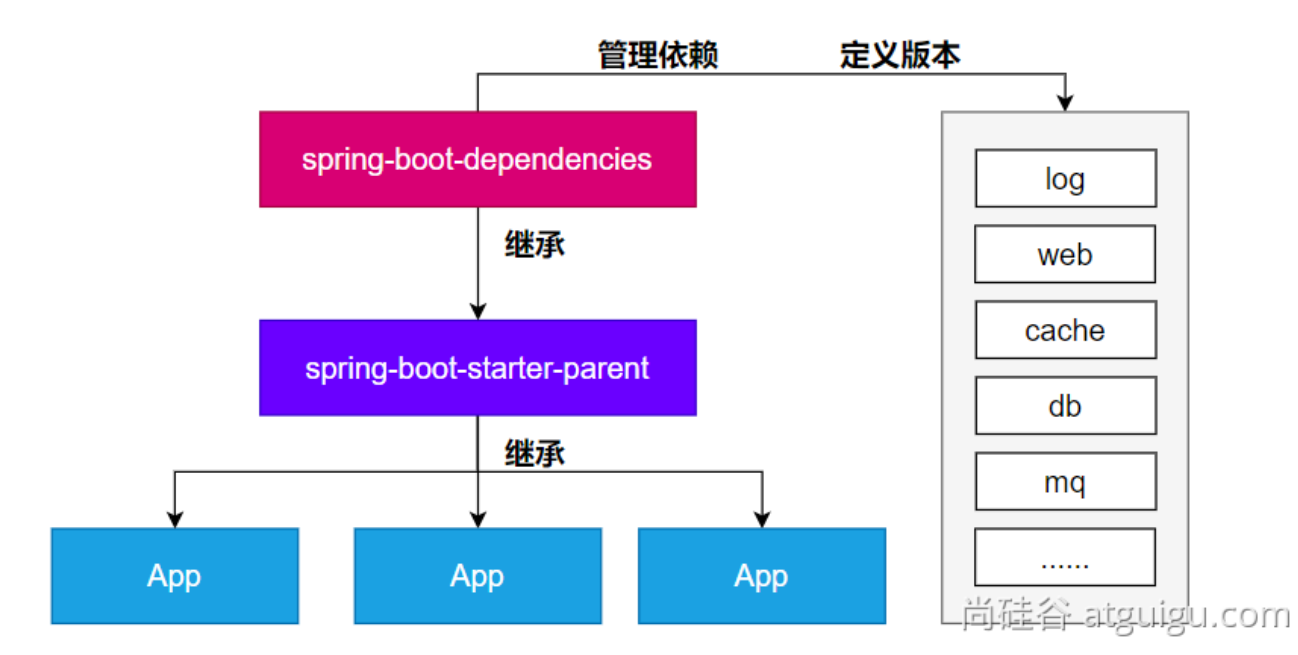 管理依赖 定义版本
spring-boot-dependencies
继承
spring-boot-starter-parent
继承
App
App
App
log
web
cache
db
mq
......
尚硅谷 atguigu.com